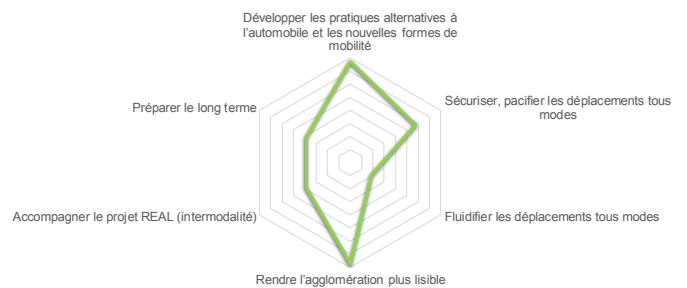 Développer les pratiques alternatives à
l'automobile et les nouvelles formes de
mobilité
Sécuriser, pacifier les déplacements tous
modes
Préparer le long terme
Accompagner le projet REAL (intermodalité)
Fluidifier les déplacements tous modes
Rendre l'agglomération plus lisible